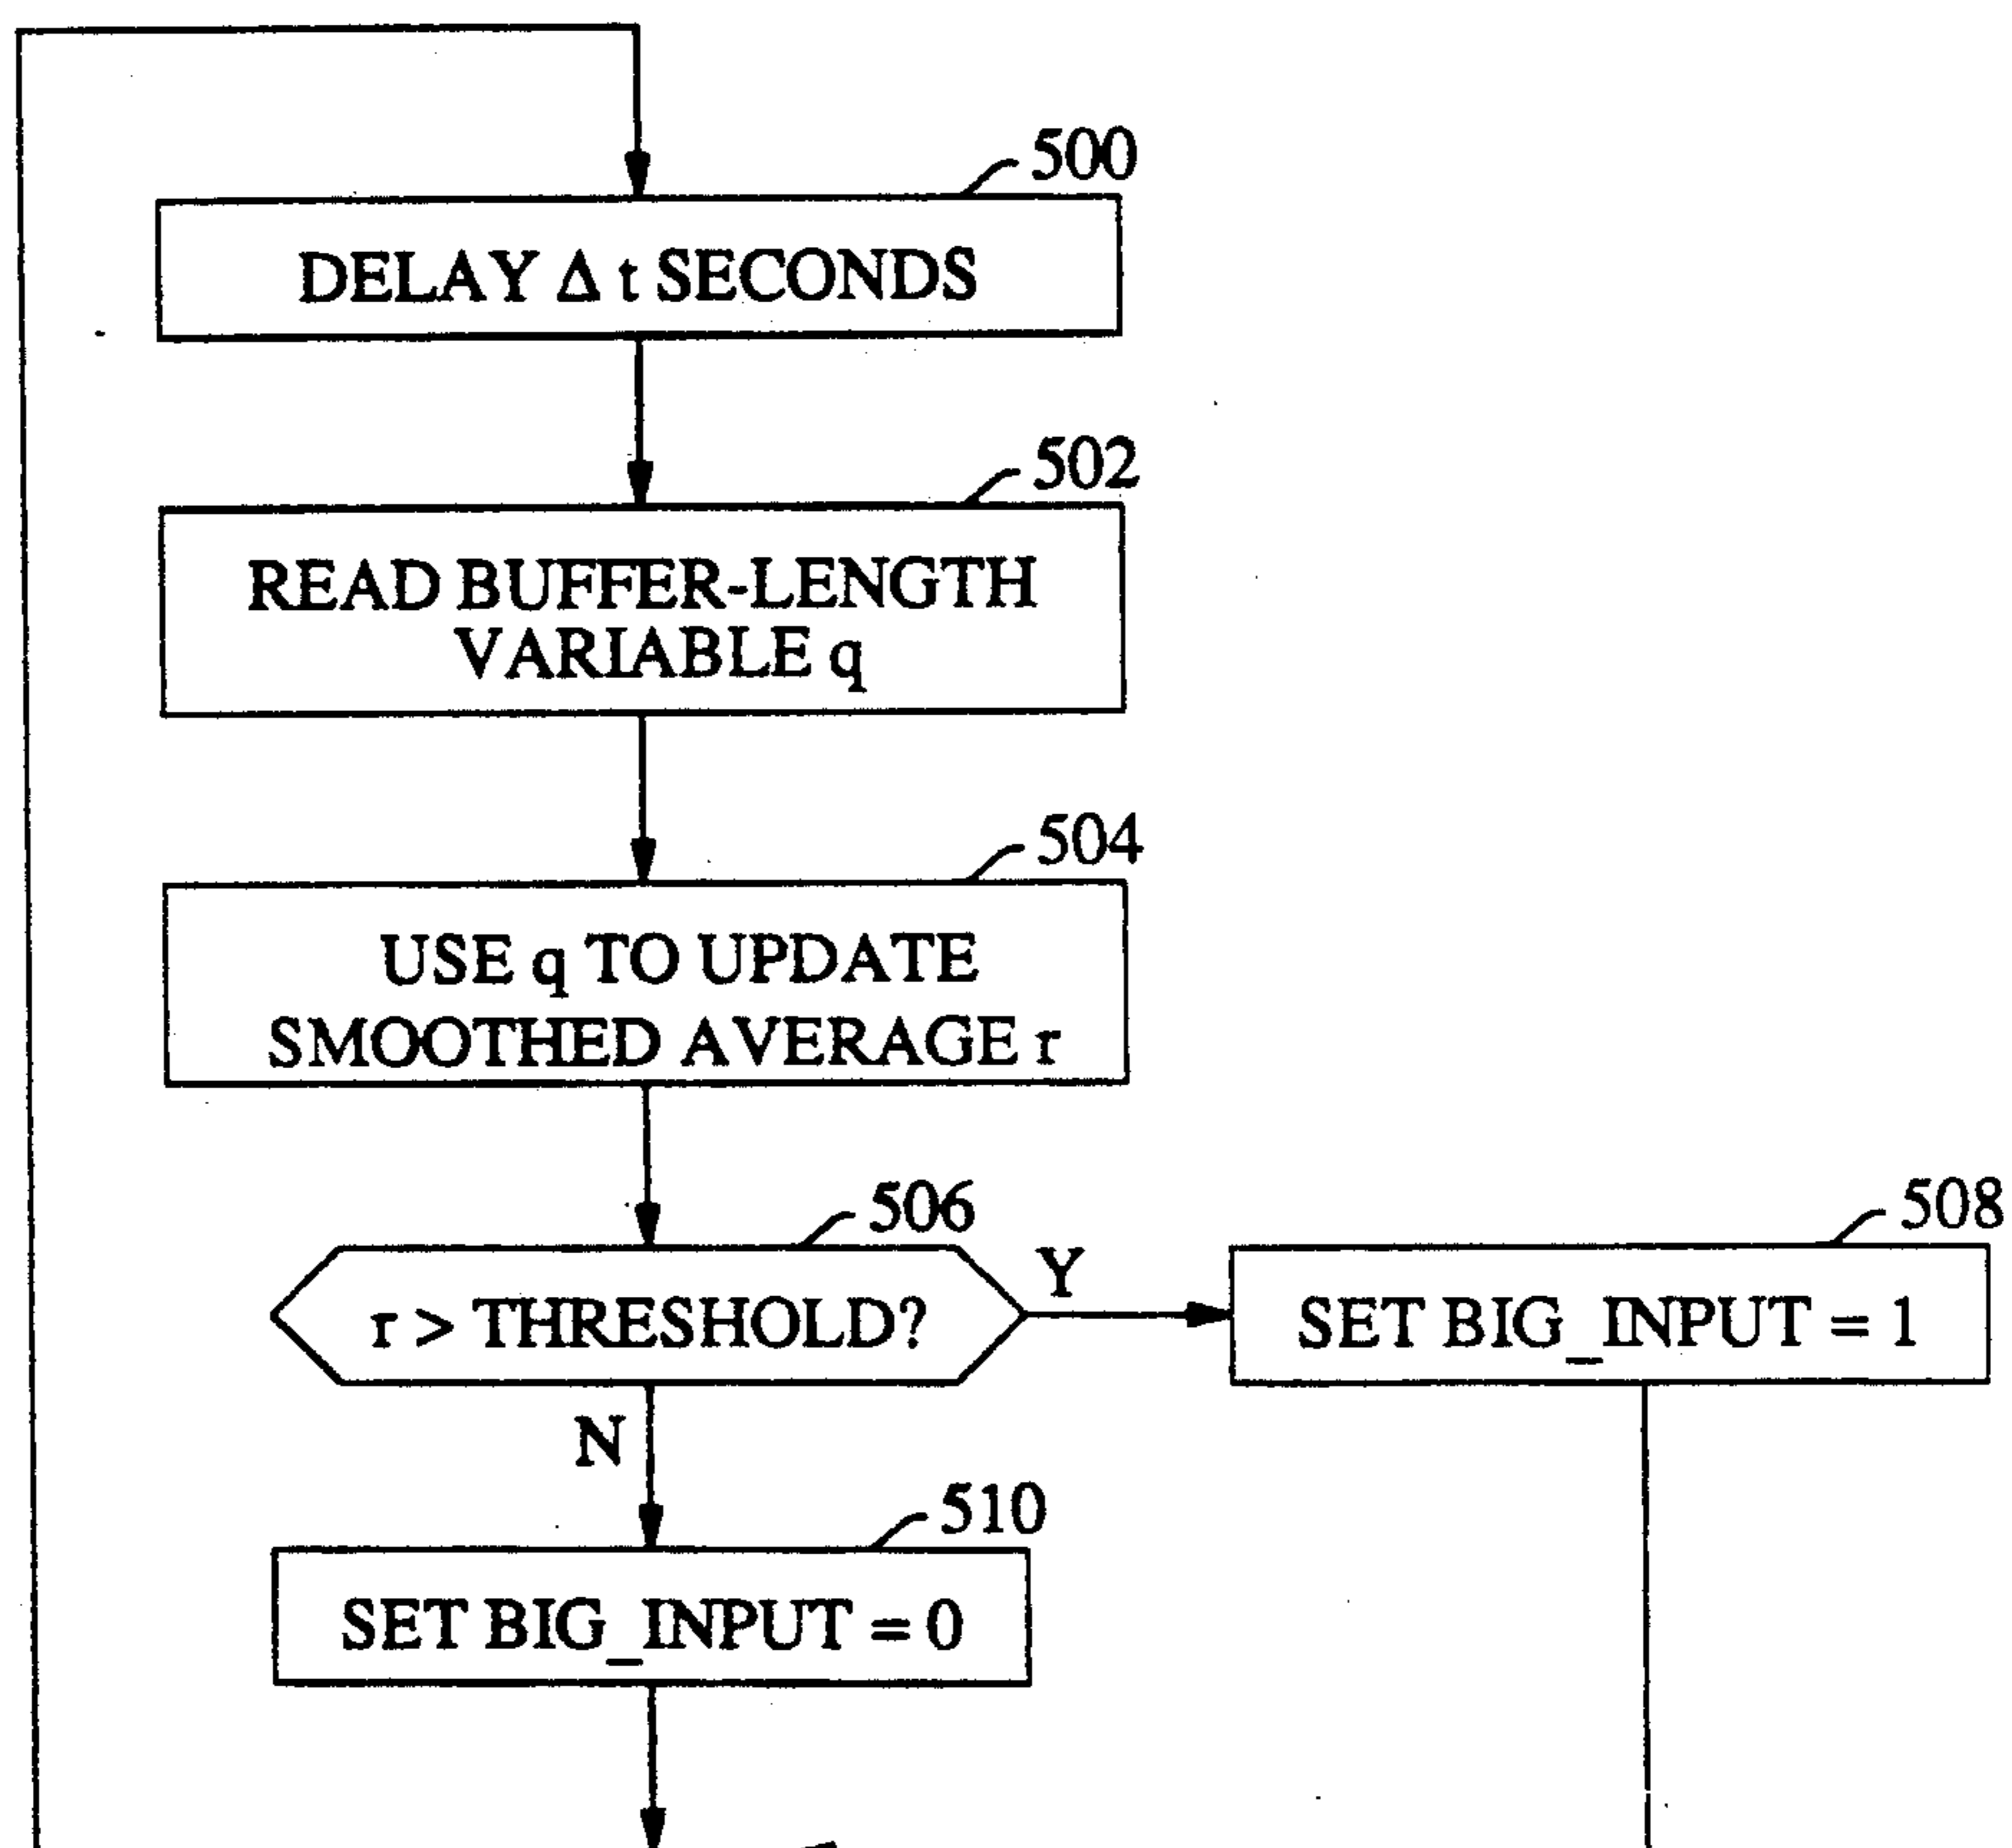 500
DELAY Δ t SECONDS
502
READ BUFFER-LENGTH
VARIABLE q
504
USE q TO UPDATE
SMOOTHED AVERAGE r
506
r > THRESHOLD?
Y
508
SET BIG_INPUT = 1
N
510
SET BIG_INPUT = 0